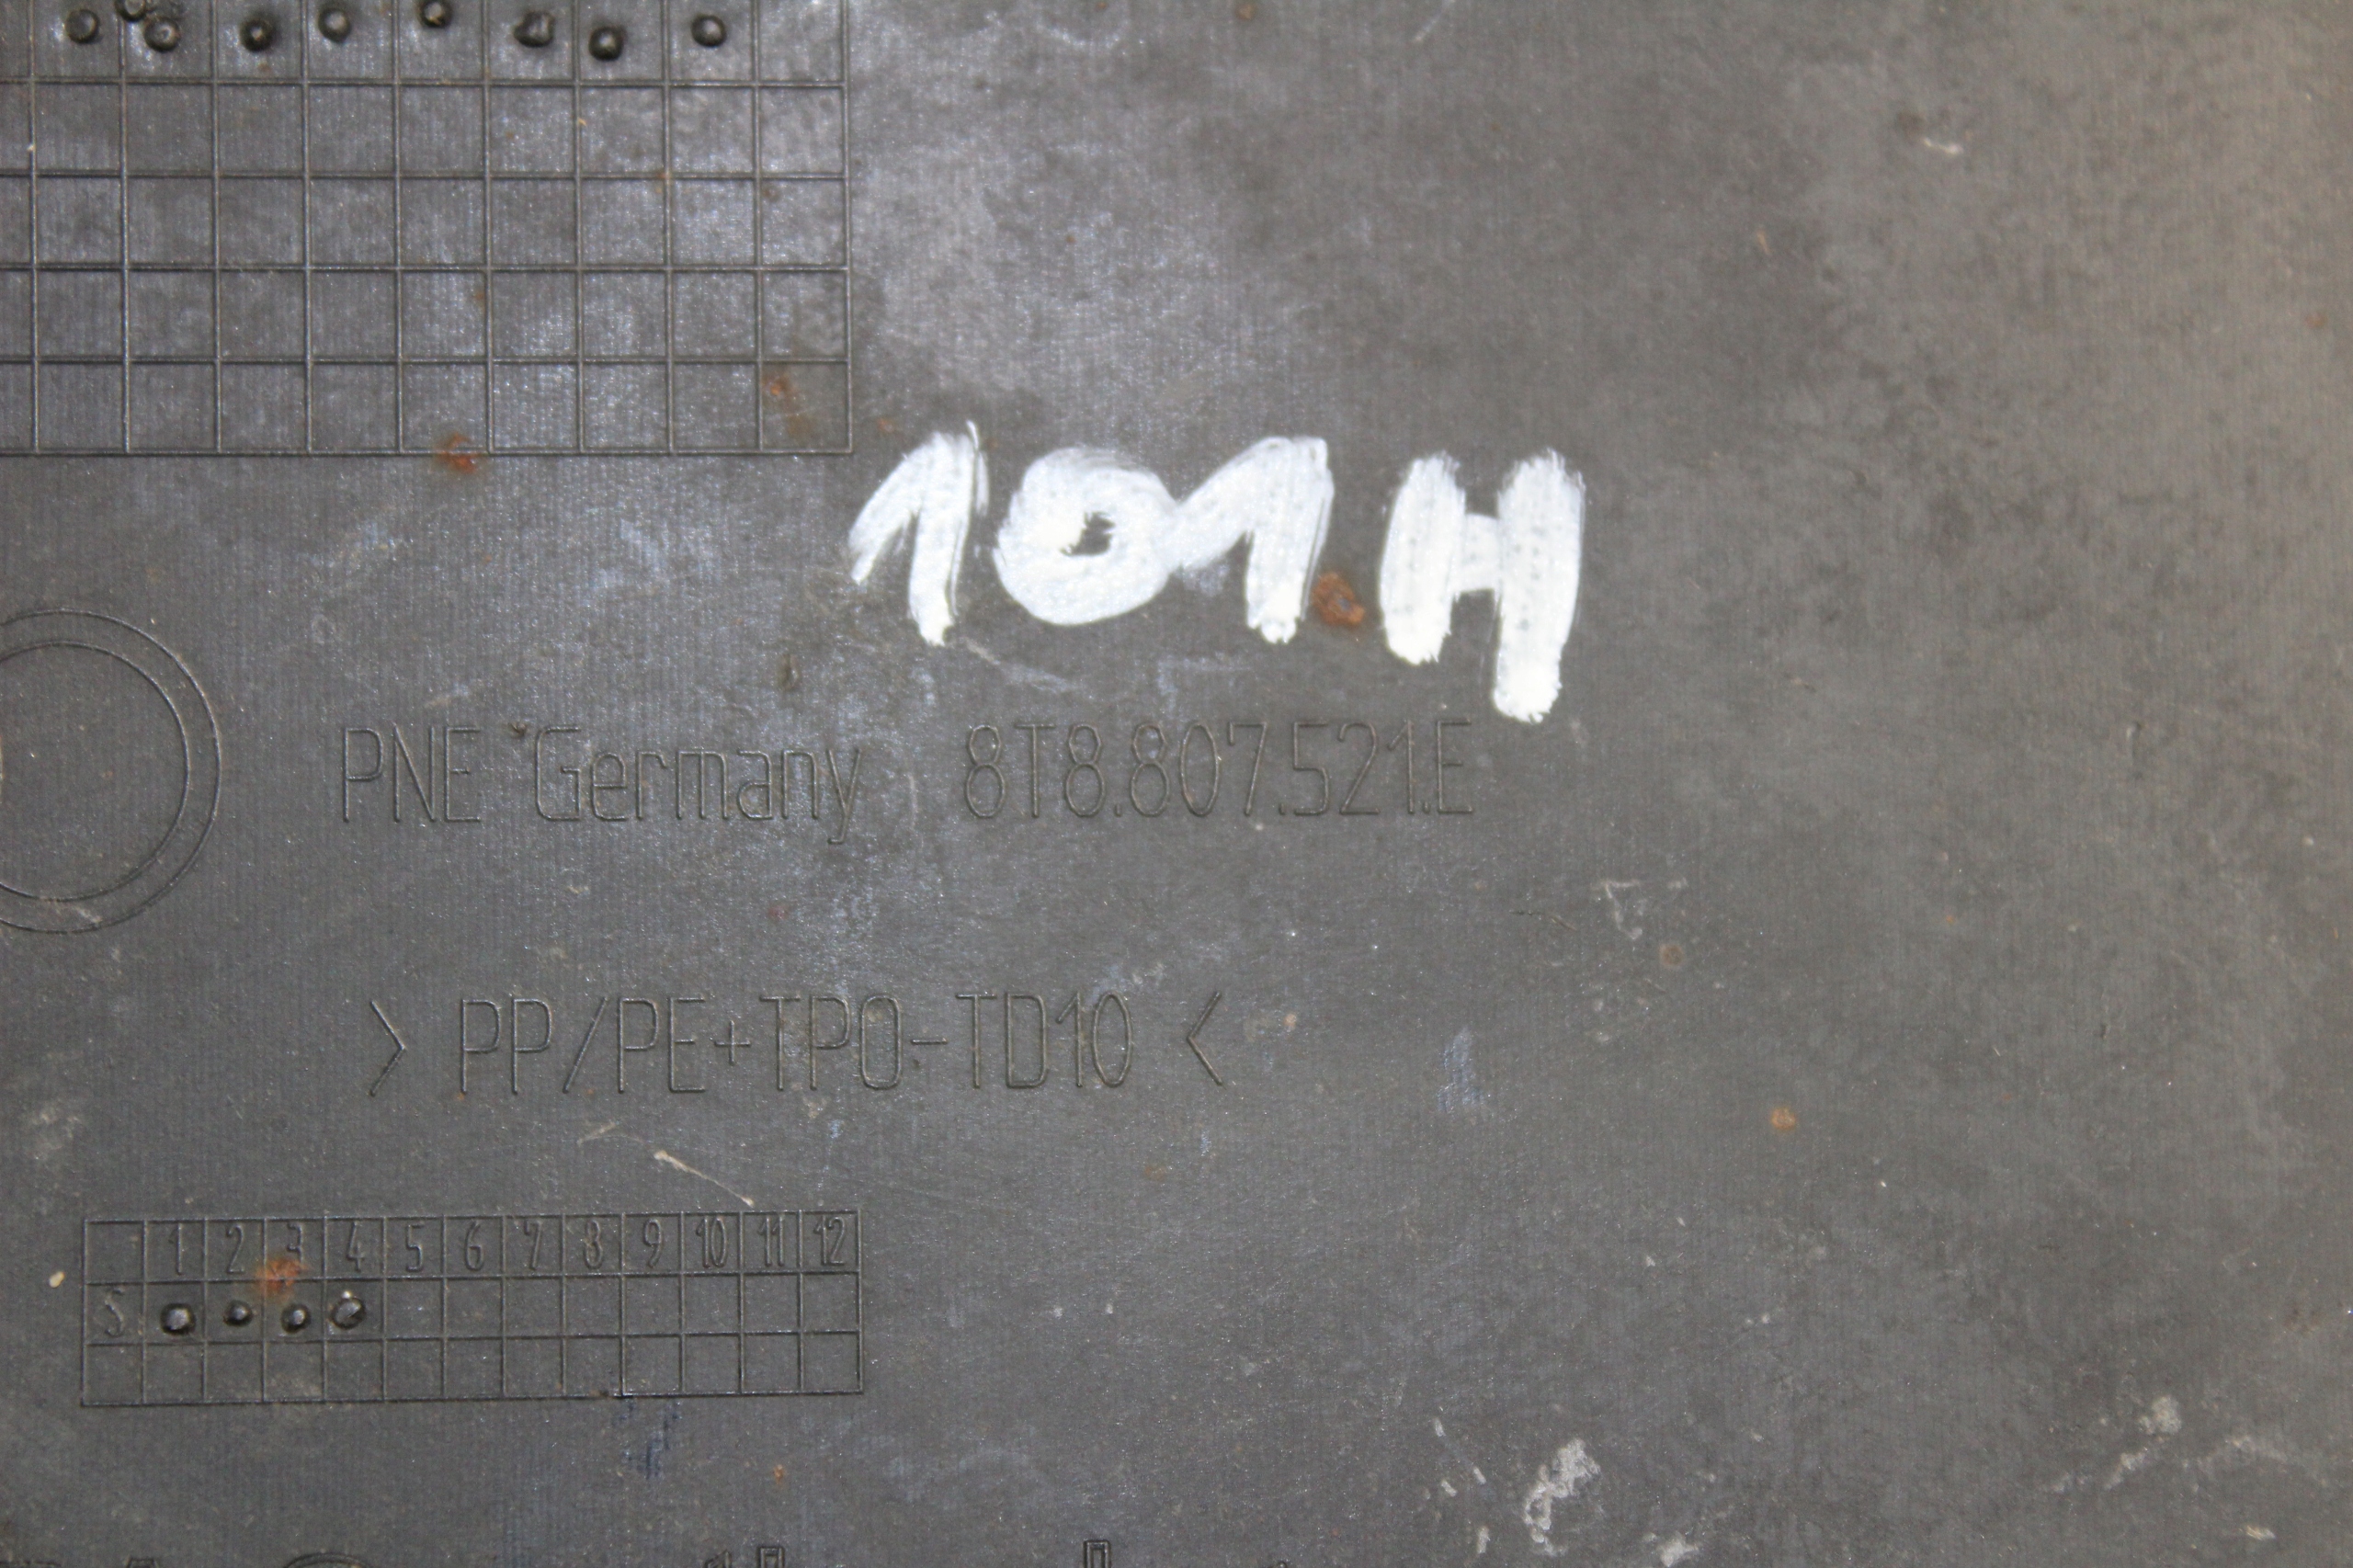 101H
PNE Germany 8T8.807.521.E
> PP/PE+TPO-TD10 <
1 2 3 4 5 6 7 8 9 10 11 12
S